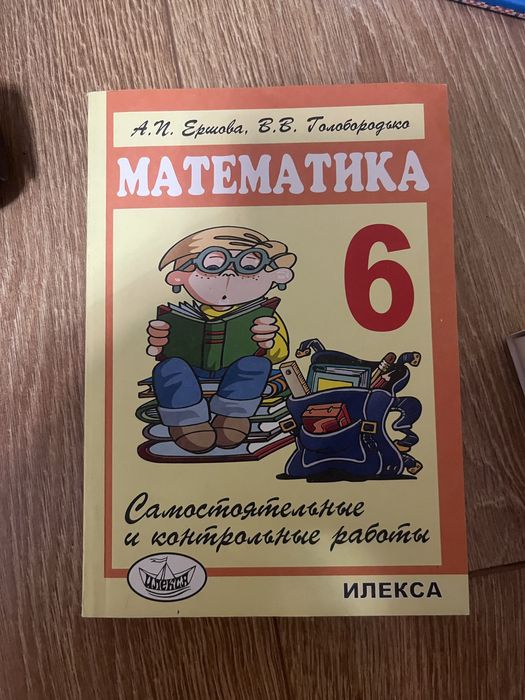 А.П. Ершова, В.В. Голобородько
МАТЕМАТИКА
6
Самостоятельные
и контрольные работы
ИЛЕКСА
ИЛЕКСА